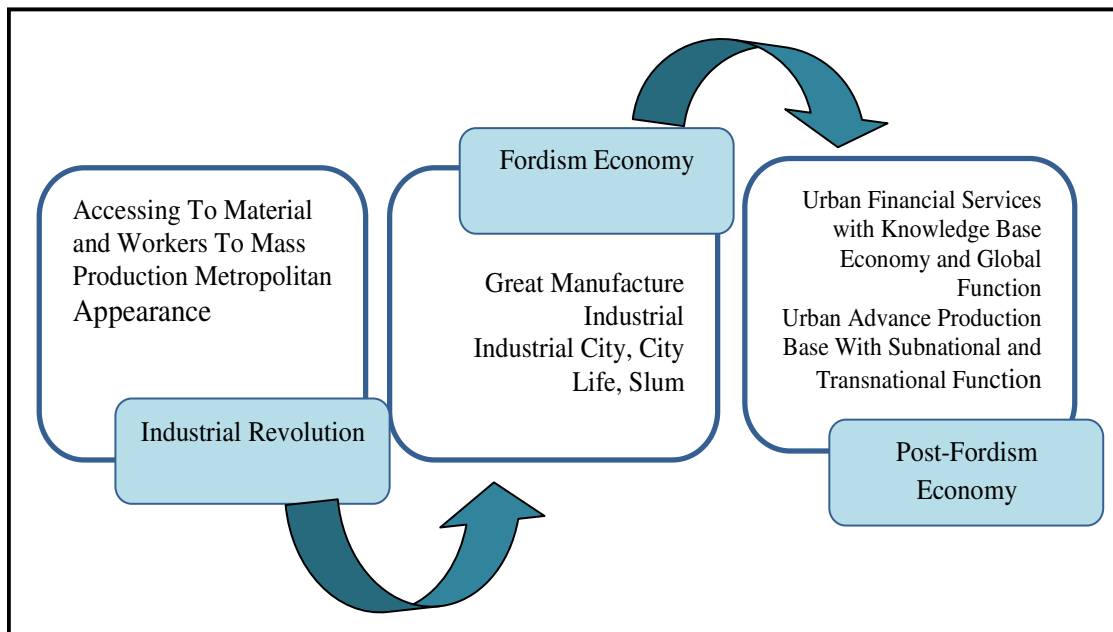 Accessing To Material
and Workers To Mass
Production Metropolitan
Appearance
Industrial Revolution
Fordism Economy
Great Manufacture
Industrial
Industrial City, City
Life, Slum
Urban Financial Services
with Knowledge Base
Economy and Global
Function
Urban Advance Production
Base With Subnational and
Transnational Function
Post-Fordism
Economy